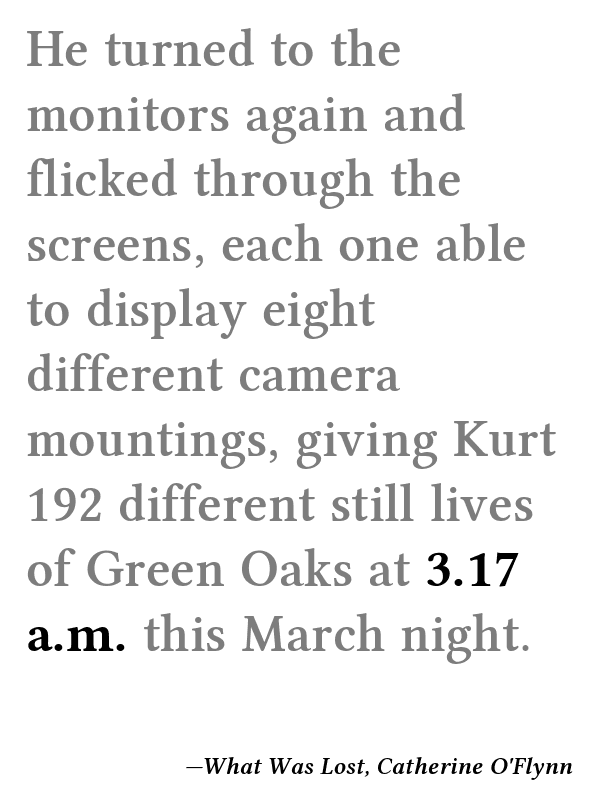 He turned to the
monitors again and
flicked through the
screens, each one able
to display eight
different camera
mountings, giving Kurt
192 different still lives
of Green Oaks at 3.17
a.m. this March night.
—What Was Lost, Catherine O'Flynn